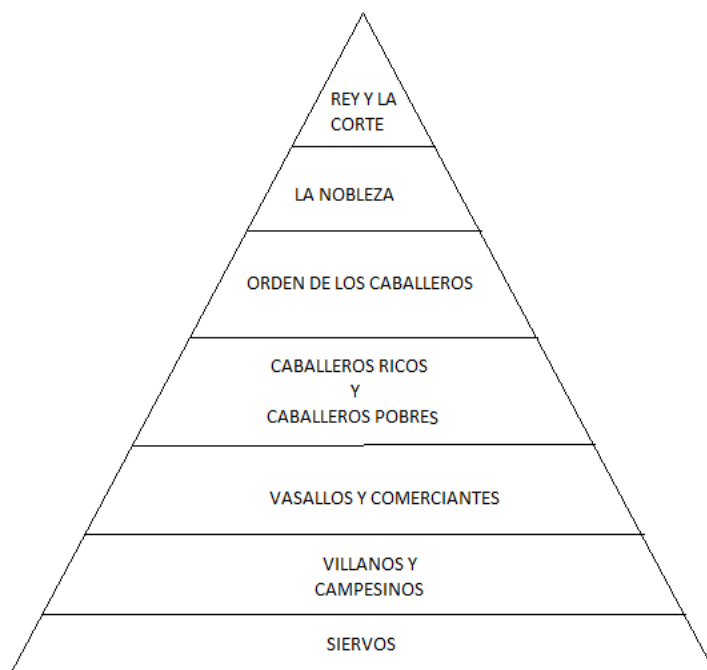 REY Y LA
CORTE
LA NOBLEZA
ORDEN DE LOS CABALLEROS
CABALLEROS RICOS
Y
CABALLEROS POBRES
VASALLOS Y COMERCIANTES
VILLANOS Y
CAMPESINOS
SIERVOS